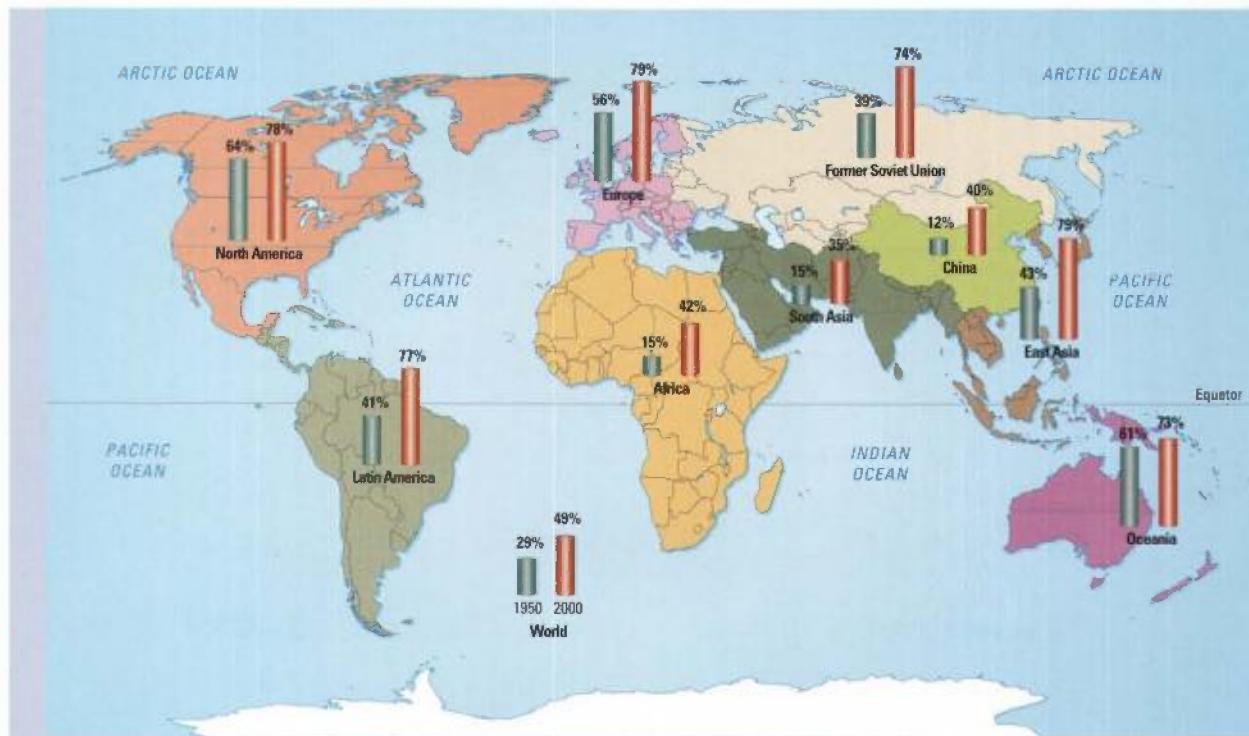 ARCTIC OCEAN
ARCTIC OCEAN
64%
78%
North America
56%
79%
Europe
39%
74%
Former Soviet Union
12%
40%
China
15%
35%
South Asia
43%
79%
East Asia
ATLANTIC
OCEAN
PACIFIC
OCEAN
15%
42%
Africa
41%
77%
Latin America
Equator
PACIFIC
OCEAN
INDIAN
OCEAN
61%
73%
Oceania
29%
49%
1950 2000
World